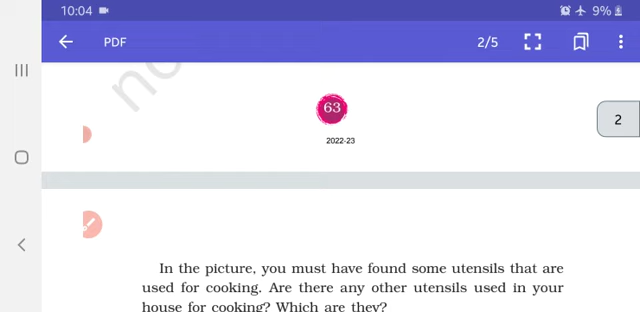 10:04
9%
PDF
2/5
no
63
2
2022-23
In the picture, you must have found some utensils that are
used for cooking. Are there any other utensils used in your
house for cooking? Which are they?